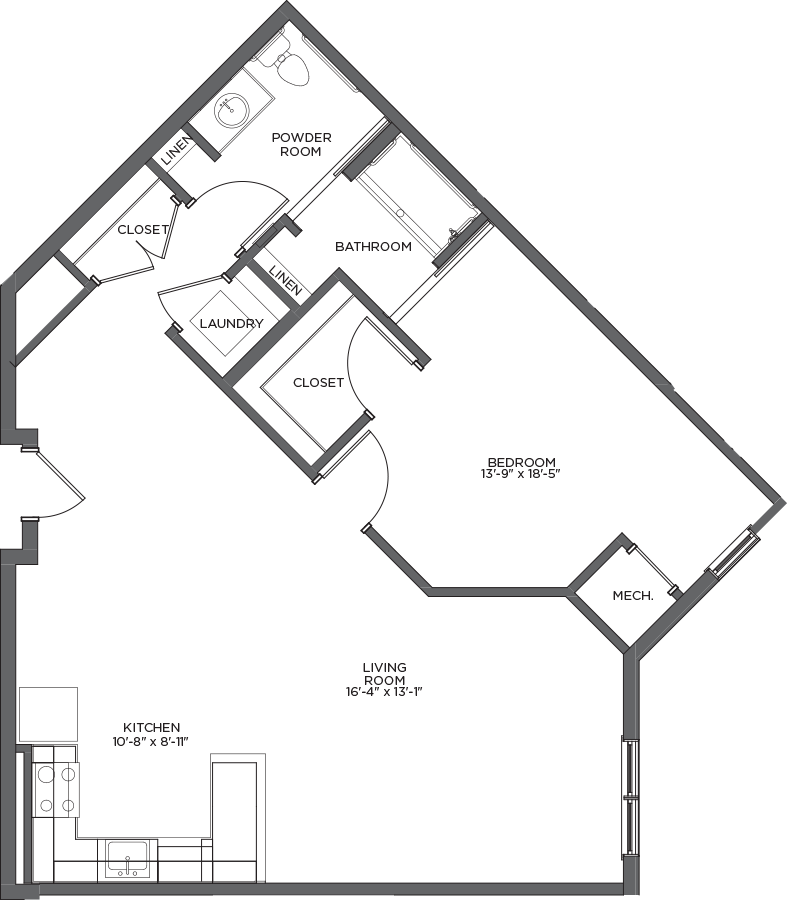 POWDER
ROOM
LINEN
CLOSET
BATHROOM
LINEN
LAUNDRY
CLOSET
BEDROOM
13'-9" x 18'-5"
MECH.
LIVING
ROOM
16'-4" x 13'-1"
KITCHEN
10'-8" x 8'-11"